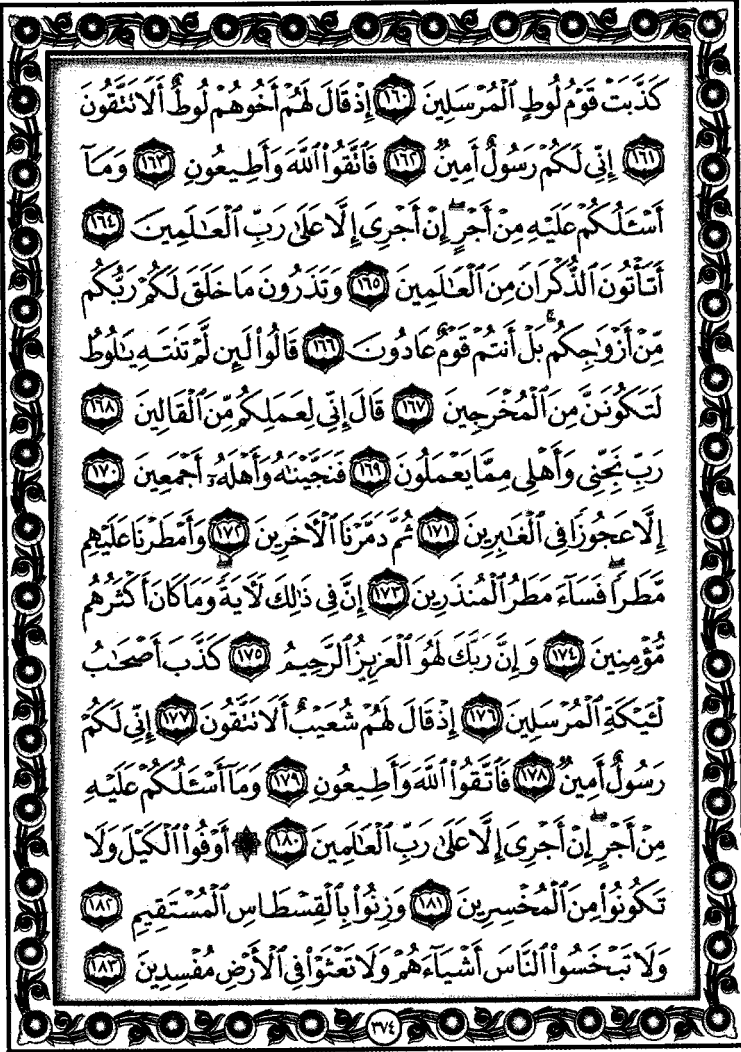 كَذَّبَتْ قَوْمُ لُوطٍ ٱلْمُرْسَلِينَ ١٦٠ إِذْ قَالَ لَهُمْ أَخُوهُمْ لُوطٌ أَلَا تَتَّقُونَ
١٦١ إِنِّى لَكُمْ رَسُولٌ أَمِينٌ ١٦٢ فَٱتَّقُوا۟ ٱللَّهَ وَأَطِيعُونِ ١٦٣ وَمَآ
أَسْـَٔلُكُمْ عَلَيْهِ مِنْ أَجْرٍ ۖ إِنْ أَجْرِىَ إِلَّا عَلَىٰ رَبِّ ٱلْعَـٰلَمِينَ ١٦٤
أَتَأْتُونَ ٱلذُّكْرَانَ مِنَ ٱلْعَـٰلَمِينَ ١٦٥ وَتَذَرُونَ مَا خَلَقَ لَكُمْ رَبُّكُم
مِّنْ أَزْوَٰجِكُم ۚ بَلْ أَنتُمْ قَوْمٌ عَادُونَ ١٦٦ قَالُوا۟ لَئِن لَّمْ تَنتَهِ يَـٰلُوطُ
لَتَكُونَنَّ مِنَ ٱلْمُخْرَجِينَ ١٦٧ قَالَ إِنِّى لِعَمَلِكُم مِّنَ ٱلْقَالِينَ ١٦٨
رَبِّ نَجِّنِى وَأَهْلِى مِمَّا يَعْمَلُونَ ١٦٩ فَنَجَّيْنَـٰهُ وَأَهْلَهُۥٓ أَجْمَعِينَ ١٧٠
إِلَّا عَجُوزًا فِى ٱلْغَـٰبِرِينَ ١٧١ ثُمَّ دَمَّرْنَا ٱلْـَٔاخَرِينَ ١٧٢ وَأَمْطَرْنَا عَلَيْهِم
مَّطَرًا ۖ فَسَآءَ مَطَرُ ٱلْمُنذَرِينَ ١٧٣ إِنَّ فِى ذَٰلِكَ لَـَٔايَةً ۖ وَمَا كَانَ أَكْثَرُهُم
مُّؤْمِنِينَ ١٧٤ وَإِنَّ رَبَّكَ لَهُوَ ٱلْعَزِيزُ ٱلرَّحِيمُ ١٧٥ كَذَّبَ أَصْحَـٰبُ
لْـَٔيْكَةِ ٱلْمُرْسَلِينَ ١٧٦ إِذْ قَالَ لَهُمْ شُعَيْبٌ أَلَا تَتَّقُونَ ١٧٧ إِنِّى لَكُمْ
رَسُولٌ أَمِينٌ ١٧٨ فَٱتَّقُوا۟ ٱللَّهَ وَأَطِيعُونِ ١٧٩ وَمَآ أَسْـَٔلُكُمْ عَلَيْهِ
مِنْ أَجْرٍ ۖ إِنْ أَجْرِىَ إِلَّا عَلَىٰ رَبِّ ٱلْعَـٰلَمِينَ ١٨٠ ۞ أَوْفُوا۟ ٱلْكَيْلَ وَلَا
تَكُونُوا۟ مِنَ ٱلْمُخْسِرِينَ ١٨١ وَزِنُوا۟ بِٱلْقِسْطَاسِ ٱلْمُسْتَقِيمِ ١٨٢
وَلَا تَبْخَسُوا۟ ٱلنَّاسَ أَشْيَآءَهُمْ وَلَا تَعْثَوْا۟ فِى ٱلْأَرْضِ مُفْسِدِينَ ١٨٣
٣٧٤